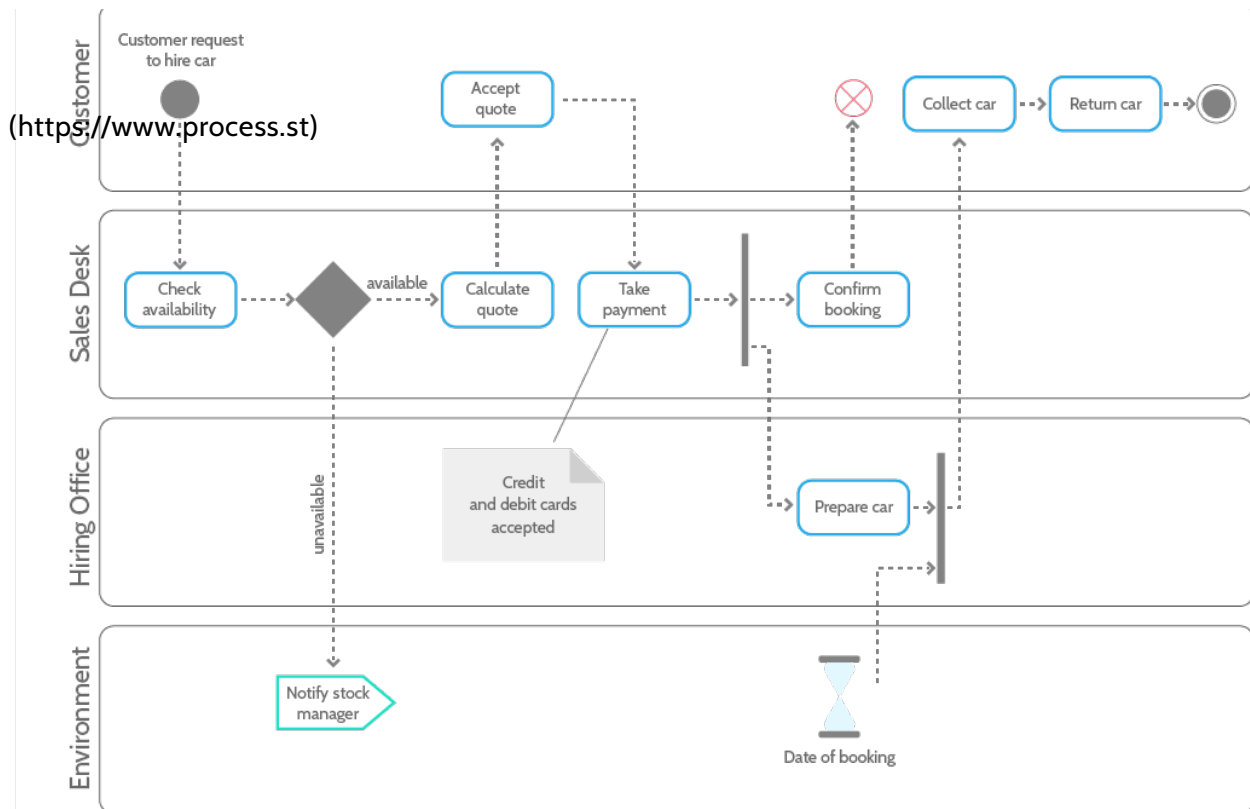 Customer
Customer request
to hire car
(https://www.process.st)
Accept
quote
Collect car
Return car
Sales Desk
Check
availability
available
Calculate
quote
Take
payment
Confirm
booking
Hiring Office
unavailable
Credit
and debit cards
accepted
Prepare car
Environment
Notify stock
manager
Date of booking